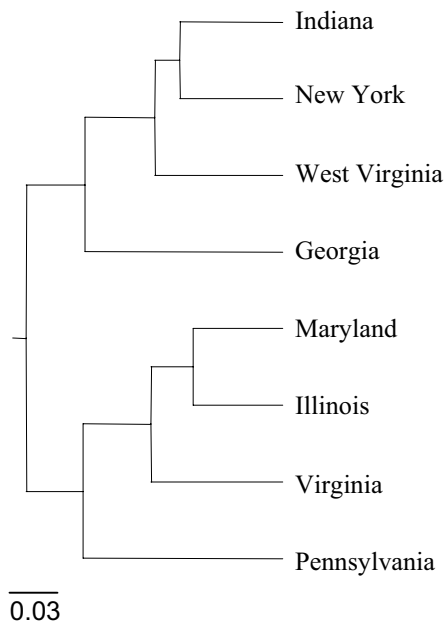 Indiana
New York
West Virginia
Georgia
Maryland
Illinois
Virginia
Pennsylvania
0.03